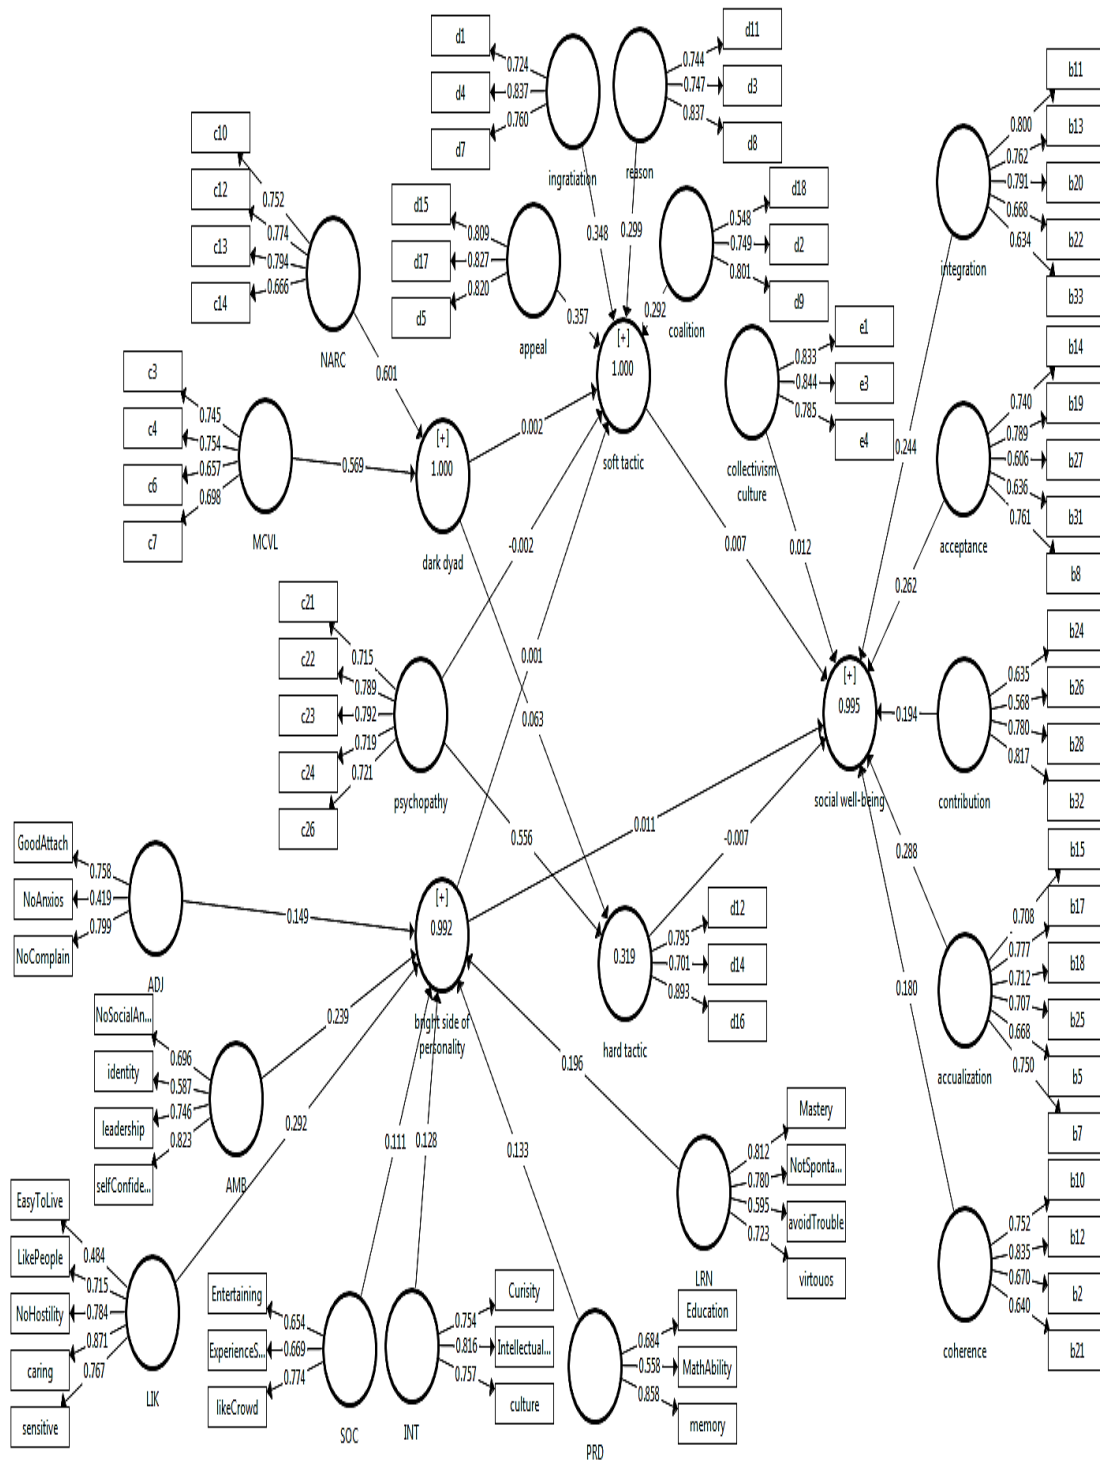 d1
0.724
d4
0.837
d7
0.760
ingratiation
d11
0.744
d3
0.747
d8
0.837
reason
c10
0.752
c12
0.774
c13
0.794
c14
0.666
NARC
d15
0.809
d17
0.827
d5
0.820
appeal
0.348
0.299
0.357
0.292
d18
0.548
d2
0.749
d9
0.801
coalition
[+]
1.000
soft tactic
e1
0.833
e3
0.844
e4
0.785
collectivism
culture
b11
0.800
b13
0.762
b20
0.791
b22
0.668
b33
0.634
integration
0.244
b14
0.740
b19
0.789
b27
0.606
b31
0.636
b8
0.761
acceptance
0.262
c3
0.745
c4
0.754
c6
0.657
c7
0.698
MCVL
0.601
0.569
[+]
1.000
dark dyad
0.002
-0.002
0.001
0.063
0.007
0.012
c21
0.715
c22
0.789
c23
0.792
c24
0.719
c26
0.721
psychopathy
0.556
[+]
0.995
social well-being
0.194
b24
0.635
b26
0.568
b28
0.780
b32
0.817
contribution
0.011
-0.007
0.288
0.180
GoodAttach
0.758
NoAnxios
0.419
NoComplain
0.799
ADJ
0.149
[+]
0.992
bright side of
personality
0.319
hard tactic
d12
0.795
d14
0.701
d16
0.893
b15
0.708
b17
0.777
b18
0.712
b25
0.707
b5
0.668
b7
0.750
accualization
NoSocialAn...
0.696
identity
0.587
leadership
0.746
selfConfide...
0.823
AMB
0.239
0.292
0.111
0.128
0.133
0.196
EasyToLive
0.484
LikePeople
0.715
NoHostility
0.784
caring
0.871
sensitive
0.767
LIK
Entertaining
0.654
ExperienceS...
0.669
likeCrowd
0.774
SOC
INT
Curisity
0.754
Intellectual...
0.816
culture
0.757
PRD
Education
0.684
MathAbility
0.558
memory
0.858
LRN
Mastery
0.812
NotSponta...
0.780
avoidTrouble
0.595
virtouos
0.723
b10
0.752
b12
0.835
b2
0.670
b21
0.640
coherence